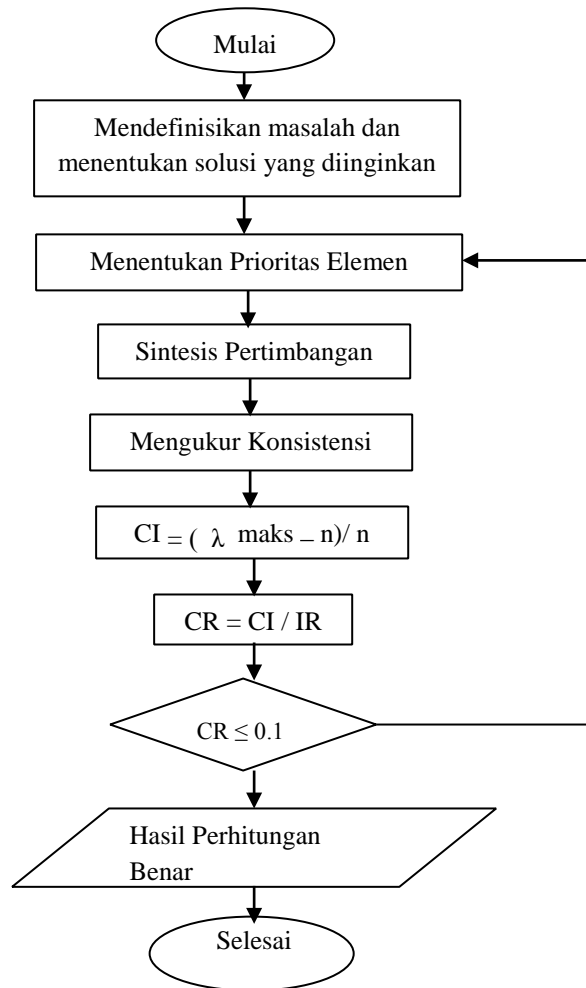 Mulai
Mendefinisikan masalah dan
menentukan solusi yang diinginkan
Menentukan Prioritas Elemen
Sintesis Pertimbangan
Mengukur Konsistensi
CI = ( λ maks – n)/ n
CR = CI / IR
CR ≤ 0.1
Hasil Perhitungan
Benar
Selesai